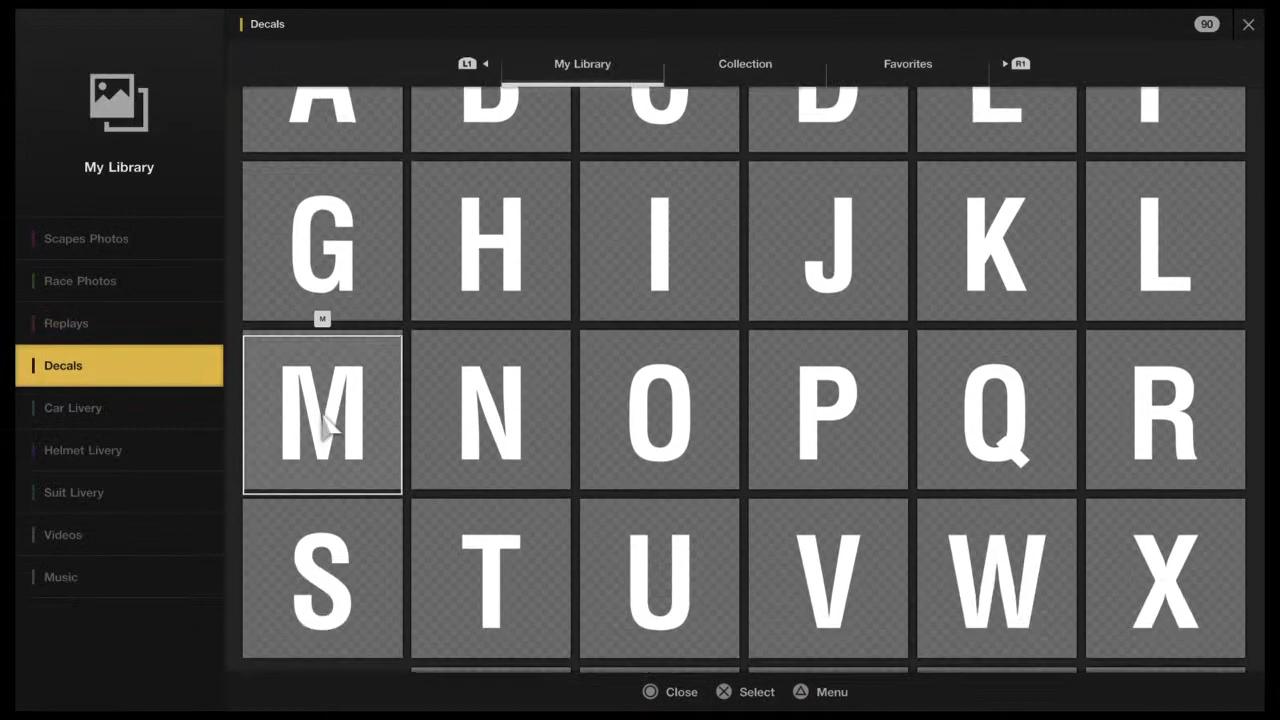 Decals
90
L1 My Library Collection Favorites R1
My Library
Scapes Photos
Race Photos
Replays
Decals
Car Livery
Helmet Livery
Suit Livery
Videos
Music
A B C D E F
G H I J K L
M
M N O P Q R
S T U V W X
Close Select Menu